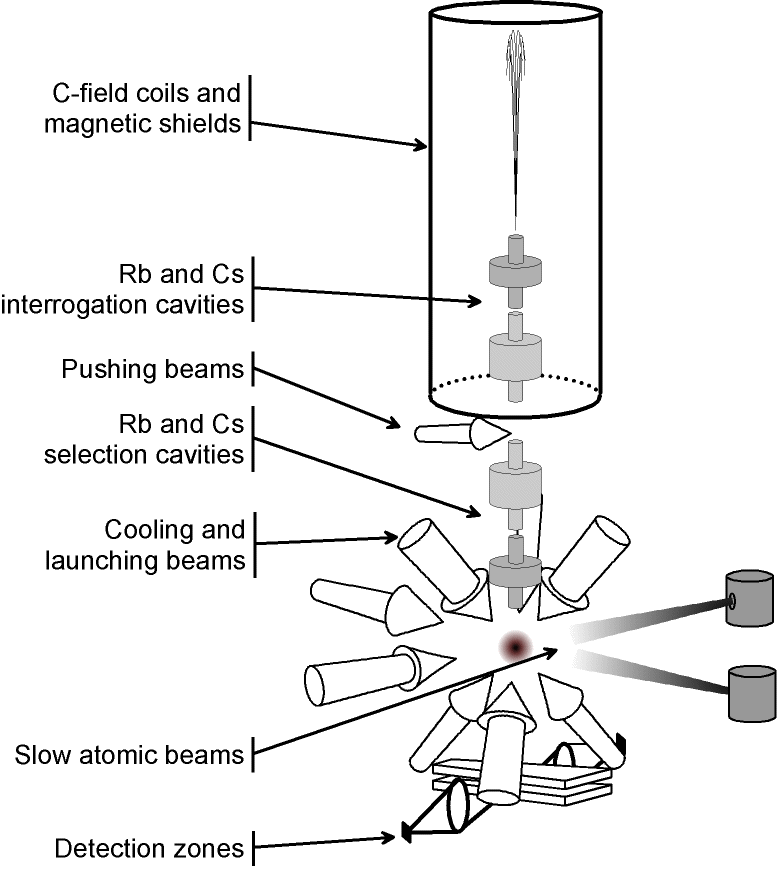 C-field coils and
magnetic shields
Rb and Cs
interrogation cavities
Pushing beams
Rb and Cs
selection cavities
Cooling and
launching beams
Slow atomic beams
Detection zones